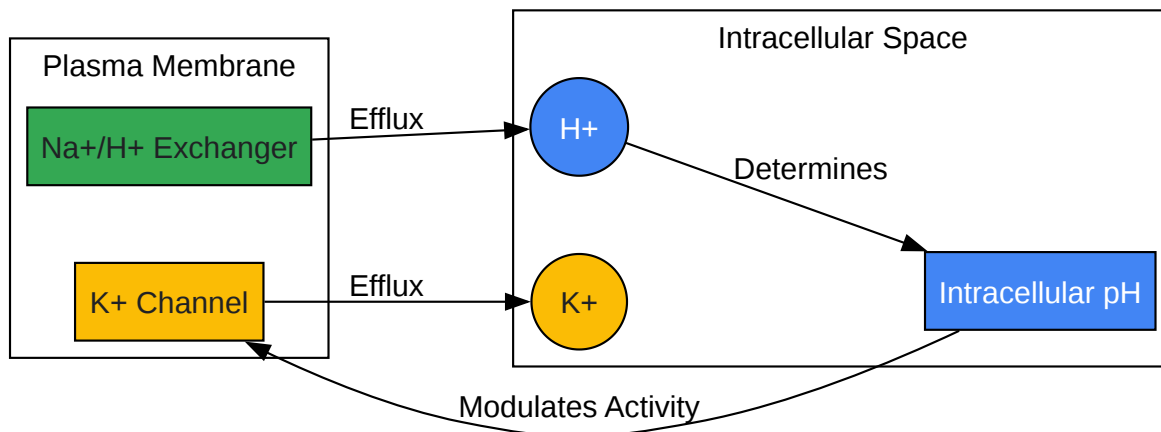 Plasma Membrane
Na+/H+ Exchanger
K+ Channel
Efflux
Efflux
Intracellular Space
H+
K+
Determines
Intracellular pH
Modulates Activity